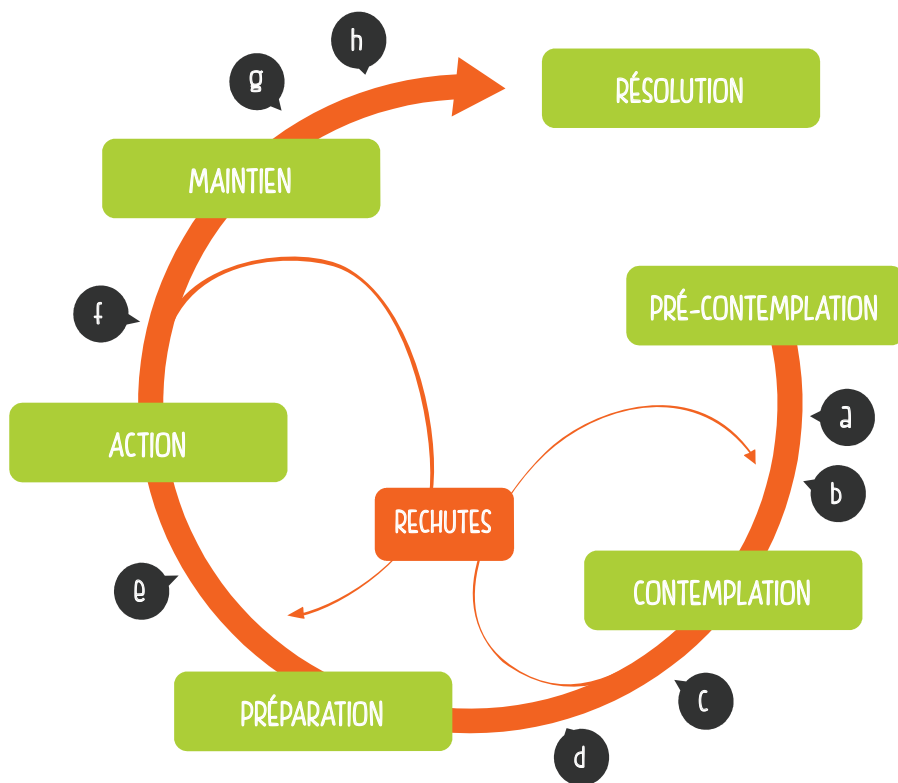 h
g
RÉSOLUTION
MAINTIEN
f
PRÉ-CONTEMPLATION
a
ACTION
b
RECHUTES
e
CONTEMPLATION
c
PRÉPARATION
d